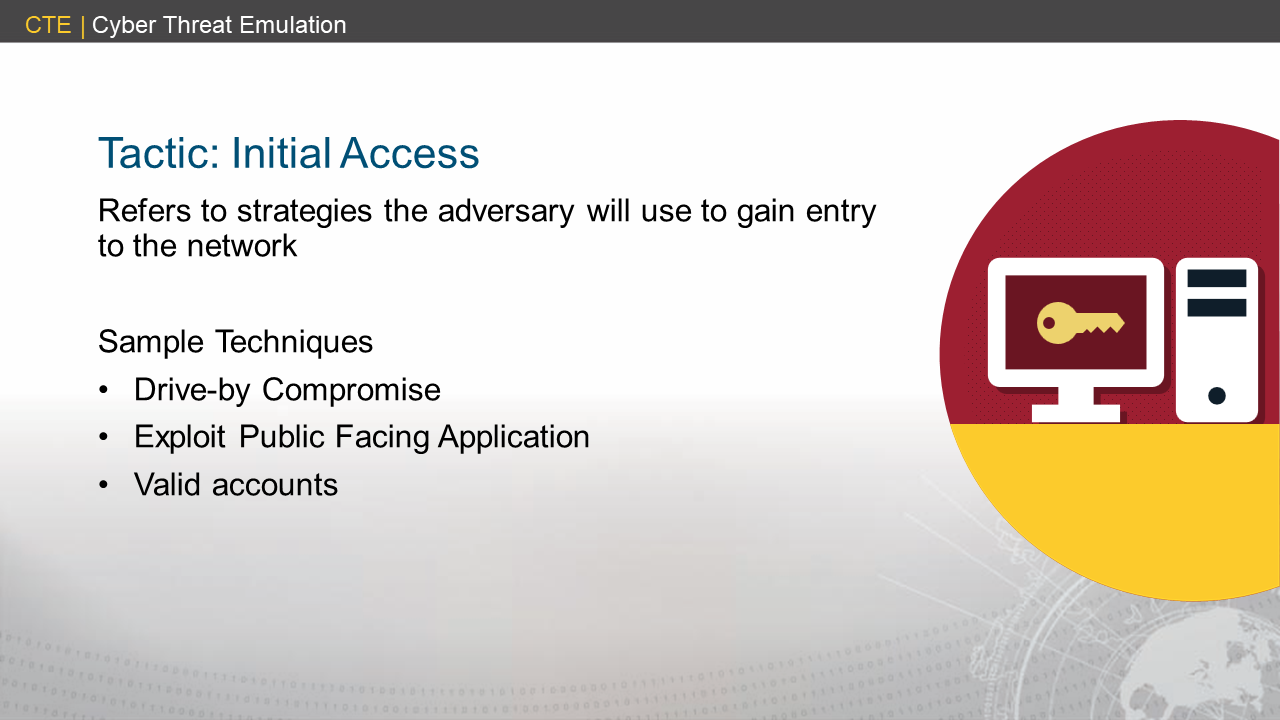 CTE | Cyber Threat Emulation
Tactic: Initial Access
Refers to strategies the adversary will use to gain entry
to the network
Sample Techniques
• Drive-by Compromise
• Exploit Public Facing Application
• Valid accounts